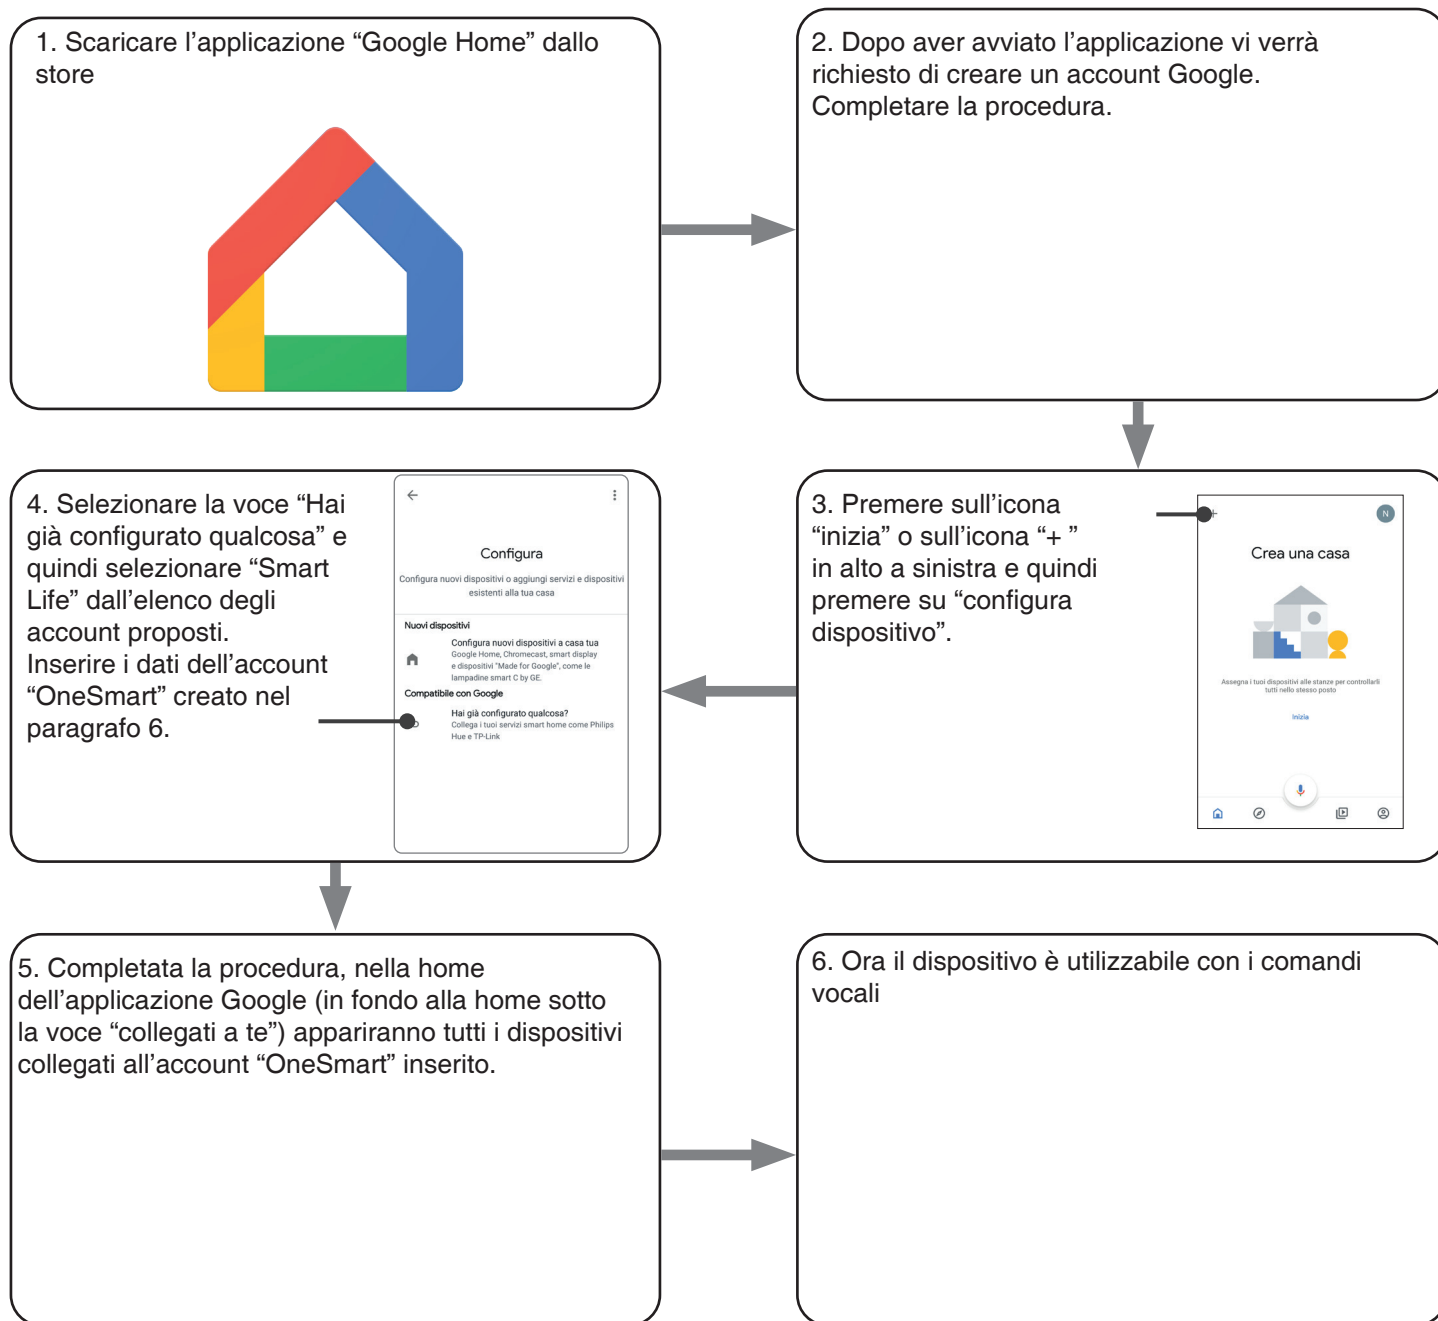 1. Scaricare l’applicazione “Google Home” dallo
store
2. Dopo aver avviato l’applicazione vi verrà
richiesto di creare un account Google.
Completare la procedura.
3. Premere sull’icona
“inizia” o sull’icona “+ ”
in alto a sinistra e quindi
premere su “configura
dispositivo”.
+
N
Crea una casa
Assegna i tuoi dispositivi alle stanze per controllarli
tutti nello stesso posto
Inizia
4. Selezionare la voce “Hai
già configurato qualcosa” e
quindi selezionare “Smart
Life” dall’elenco degli
account proposti.
Inserire i dati dell’account
“OneSmart” creato nel
paragrafo 6.
Configura
Configura nuovi dispositivi o aggiungi servizi e dispositivi
esistenti alla tua casa
Nuovi dispositivi
Configura nuovi dispositivi a casa tua
Google Home, Chromecast, smart display
e dispositivi "Made for Google", come le
lampadine smart C by GE.
Compatibile con Google
Hai già configurato qualcosa?
Collega i tuoi servizi smart home come Philips
Hue e TP-Link
5. Completata la procedura, nella home
dell’applicazione Google (in fondo alla home sotto
la voce “collegati a te”) appariranno tutti i dispositivi
collegati all’account “OneSmart” inserito.
6. Ora il dispositivo è utilizzabile con i comandi
vocali